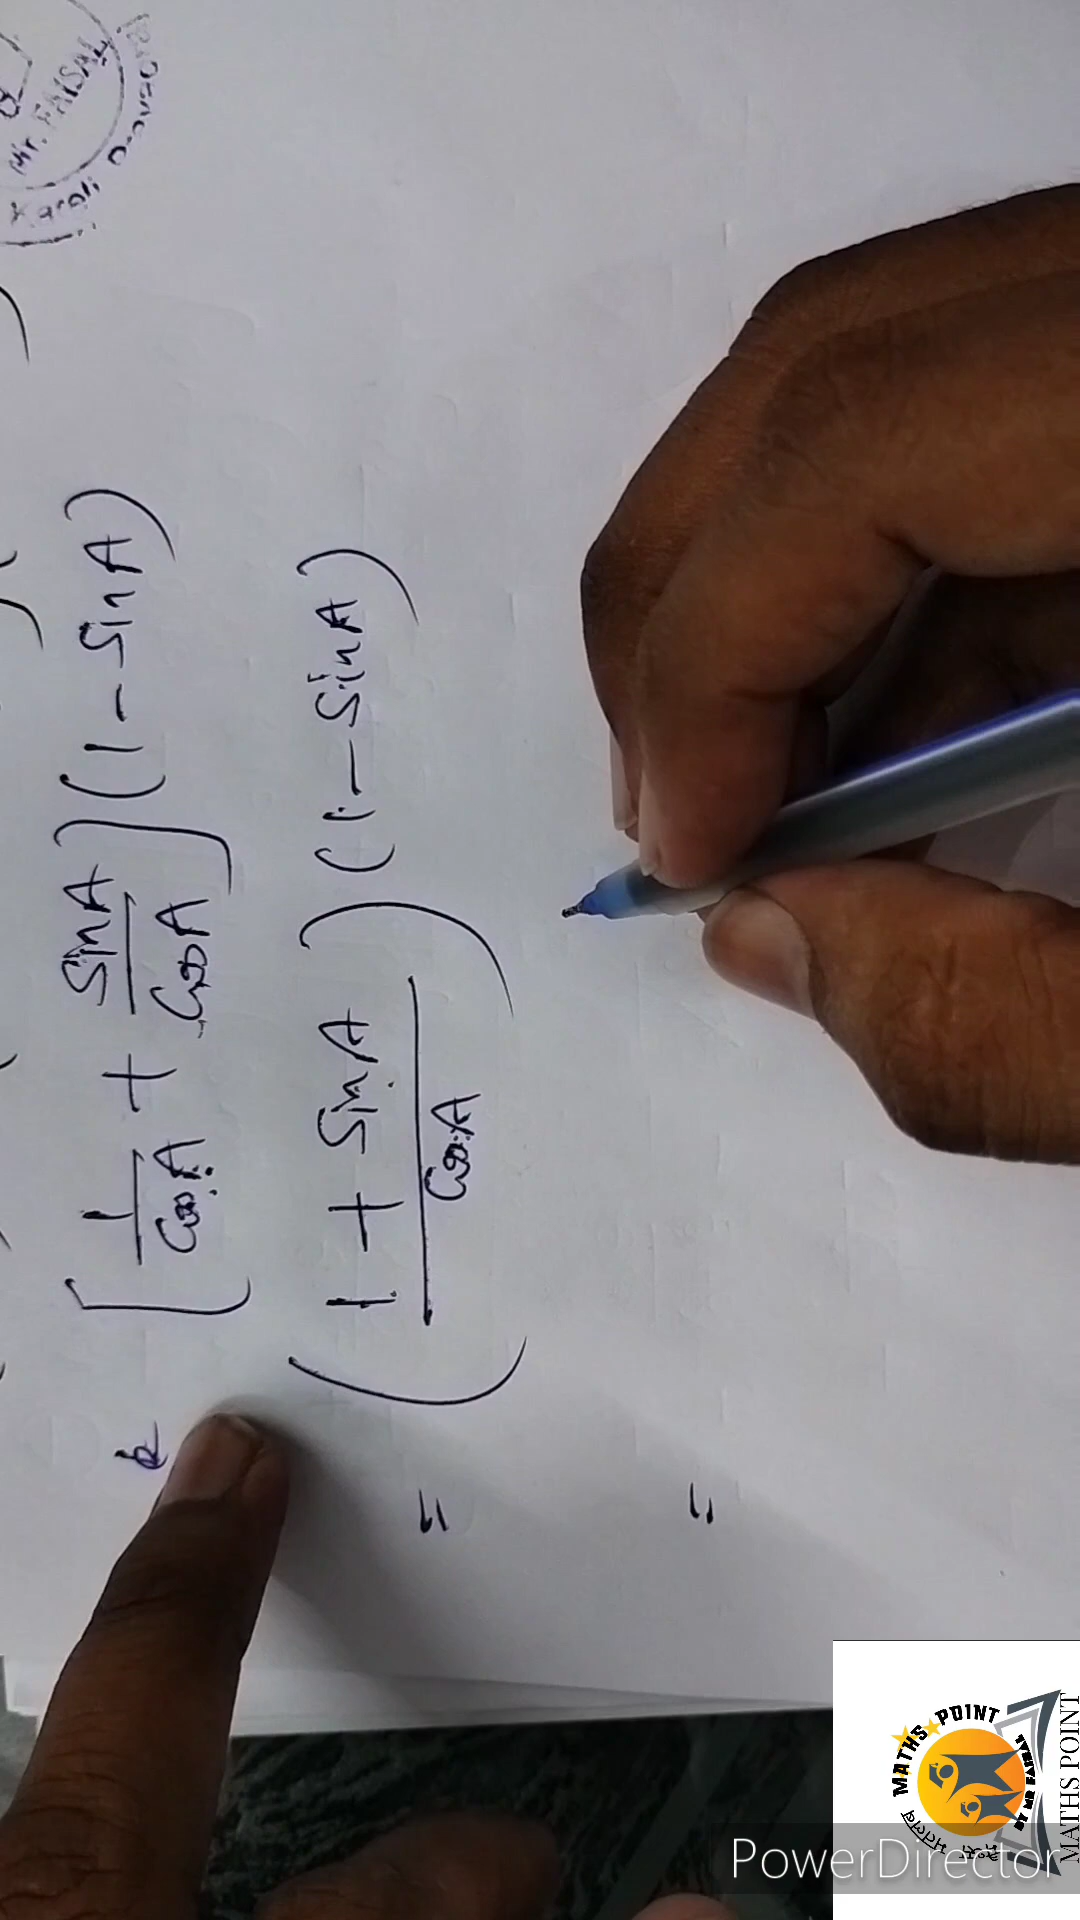 [1/CosA + SinA/CosA] (1 - SinA)
= (1 + SinA / CosA) (1 - SinA)
=
Mr. FAISAL
MATHS POINT
MATHS POINT
PowerDirector